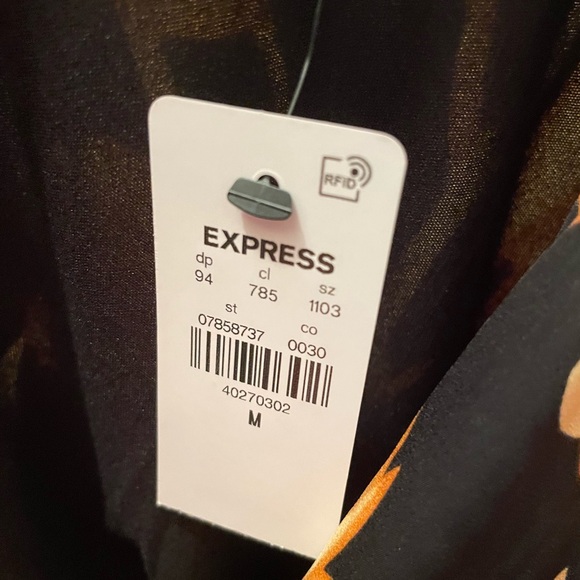 RFID
EXPRESS
dp cl sz
94 785 1103
st co
07858737 0030
40270302
M